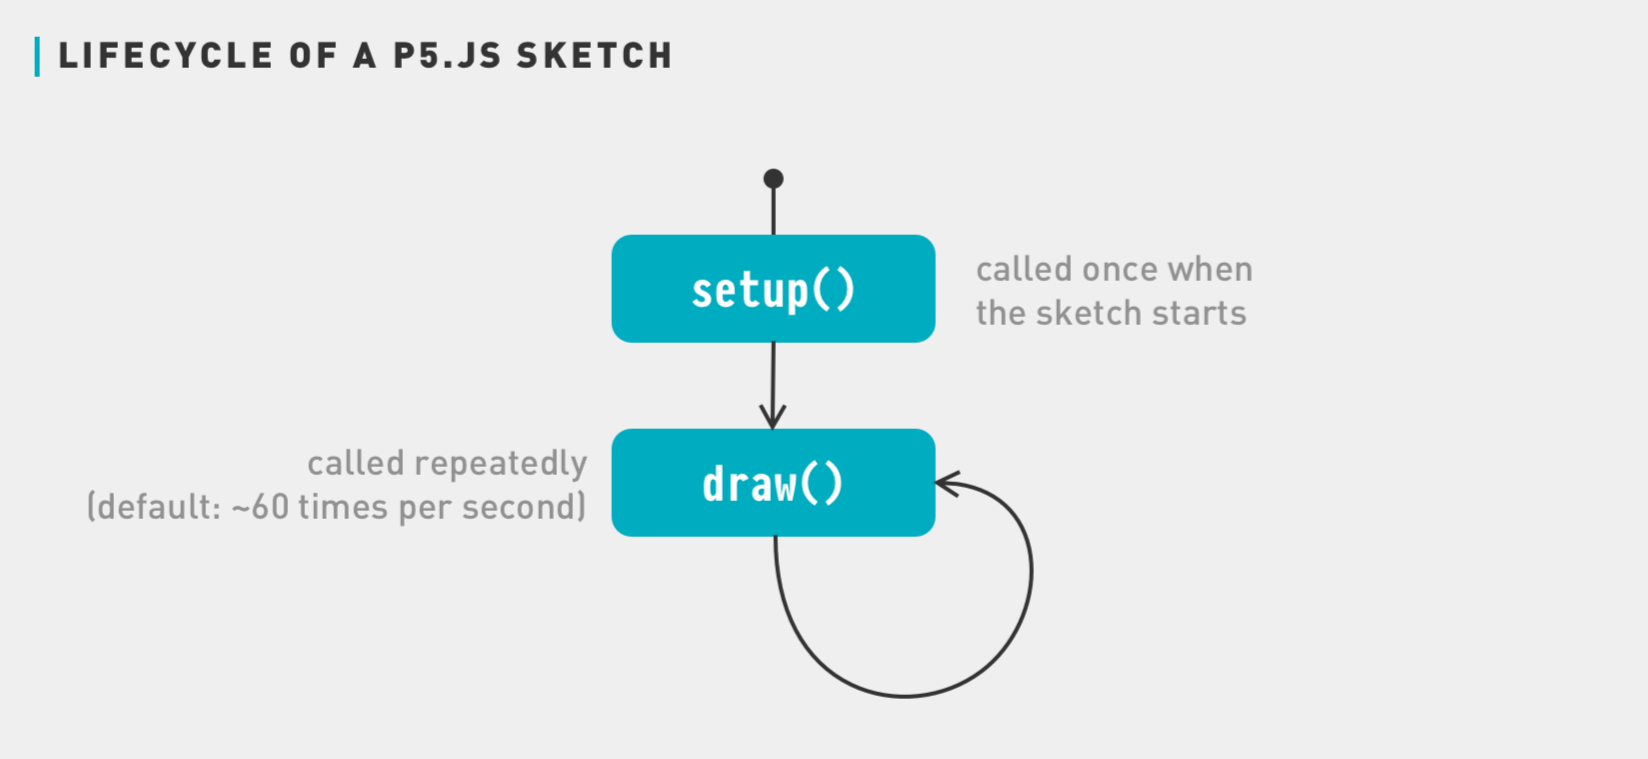 LIFECYCLE OF A P5.JS SKETCH
setup()
called once when
the sketch starts
called repeatedly
(default: ~60 times per second)
draw()